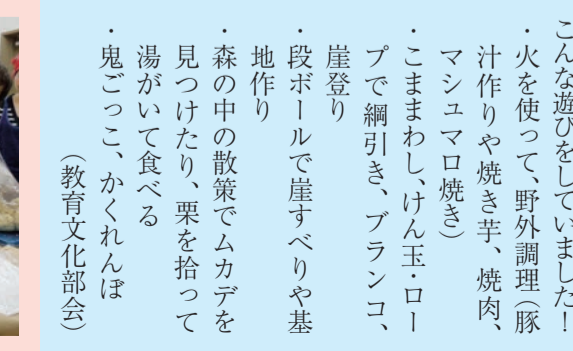 こんな遊びをしていました！
・火を使って、野外調理（豚
汁作りや焼き芋、焼肉、
マシュマロ焼き）
・こままわし、けん玉・ロー
プで綱引き、ブランコ、
崖登り
・段ボールで崖すべりや基
地作り
・森の中の散策でムカデを
見つけたり、栗を拾って
湯がいて食べる
・鬼ごっこ、かくれんぼ
（教育文化部会）